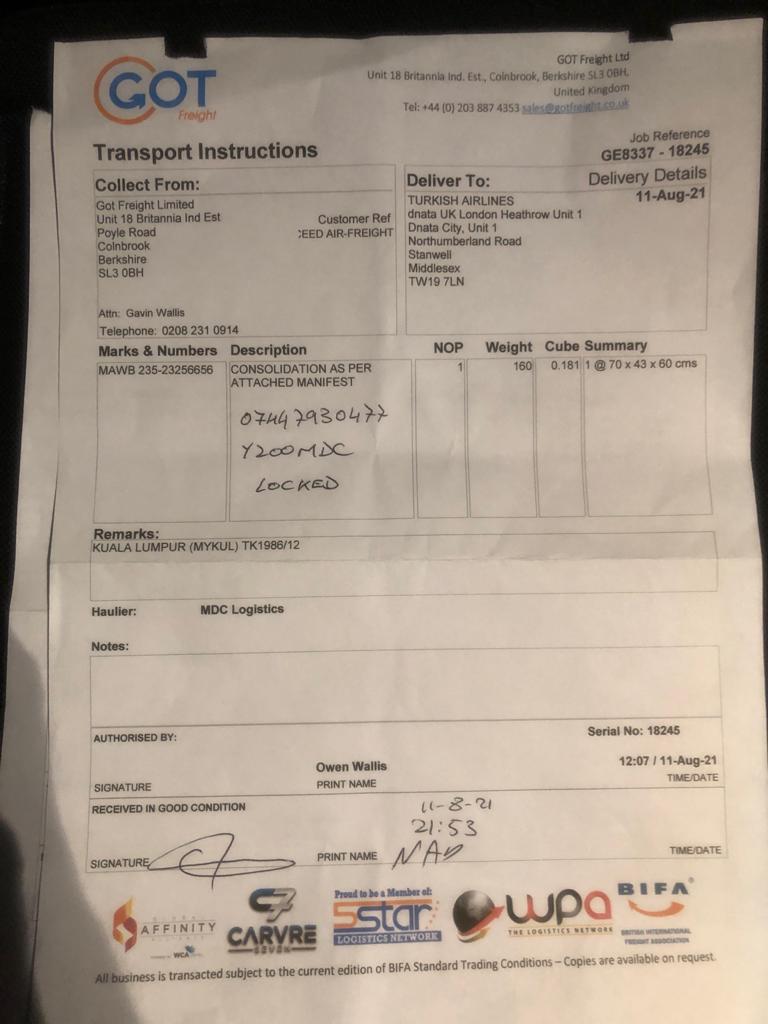 GOT
Freight
GOT Freight Ltd
Unit 18 Britannia Ind. Est., Colnbrook, Berkshire SL3 0BH,
United Kingdom
Tel: +44 (0) 203 887 4353 sales@gotfreight.co.uk
Transport Instructions
Job Reference
GE8337 - 18245
Collect From:
Got Freight Limited
Unit 18 Britannia Ind Est
Poyle Road
Colnbrook
Berkshire
SL3 0BH
Customer Ref
EED AIR-FREIGHT
Attn: Gavin Wallis
Telephone: 0208 231 0914
Deliver To:
Delivery Details
11-Aug-21
TURKISH AIRLINES
dnata UK London Heathrow Unit 1
Dnata City, Unit 1
Northumberland Road
Stanwell
Middlesex
TW19 7LN
Marks & Numbers Description NOP Weight Cube Summary
MAWB 235-23256656 CONSOLIDATION AS PER 1 160 0.181 1 @ 70 x 43 x 60 cms
ATTACHED MANIFEST
07447930477
Y200MDC
LOCKED
Remarks:
KUALA LUMPUR (MYKUL) TK1986/12
Haulier: MDC Logistics
Notes:
AUTHORISED BY: Serial No: 18245
Owen Wallis 12:07 / 11-Aug-21
SIGNATURE PRINT NAME TIME/DATE
RECEIVED IN GOOD CONDITION 11-8-21
21:53
SIGNATURE PRINT NAME TIME/DATE
AFFINITY
WCA
C7
CARVRE
SEVEN
Proud to be a Member of:
5star
LOGISTICS NETWORK
wpa
THE LOGISTICS NETWORK
BIFA
BRITISH INTERNATIONAL
FREIGHT ASSOCIATION
All business is transacted subject to the current edition of BIFA Standard Trading Conditions – Copies are available on request.